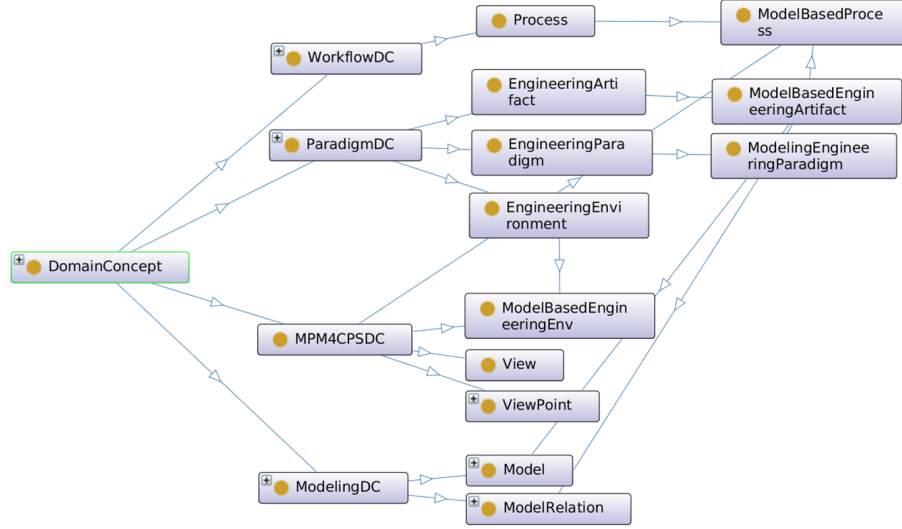 Process
ModelBasedProce
ss
WorkflowDC
EngineeringArti
fact
ModelBasedEngin
eeringArtifact
ParadigmDC
EngineeringPara
digm
ModelingEnginee
ringParadigm
EngineeringEnvi
ronment
DomainConcept
ModelBasedEngin
eeringEnv
MPM4CPSDC
View
ViewPoint
Model
ModelingDC
ModelRelation